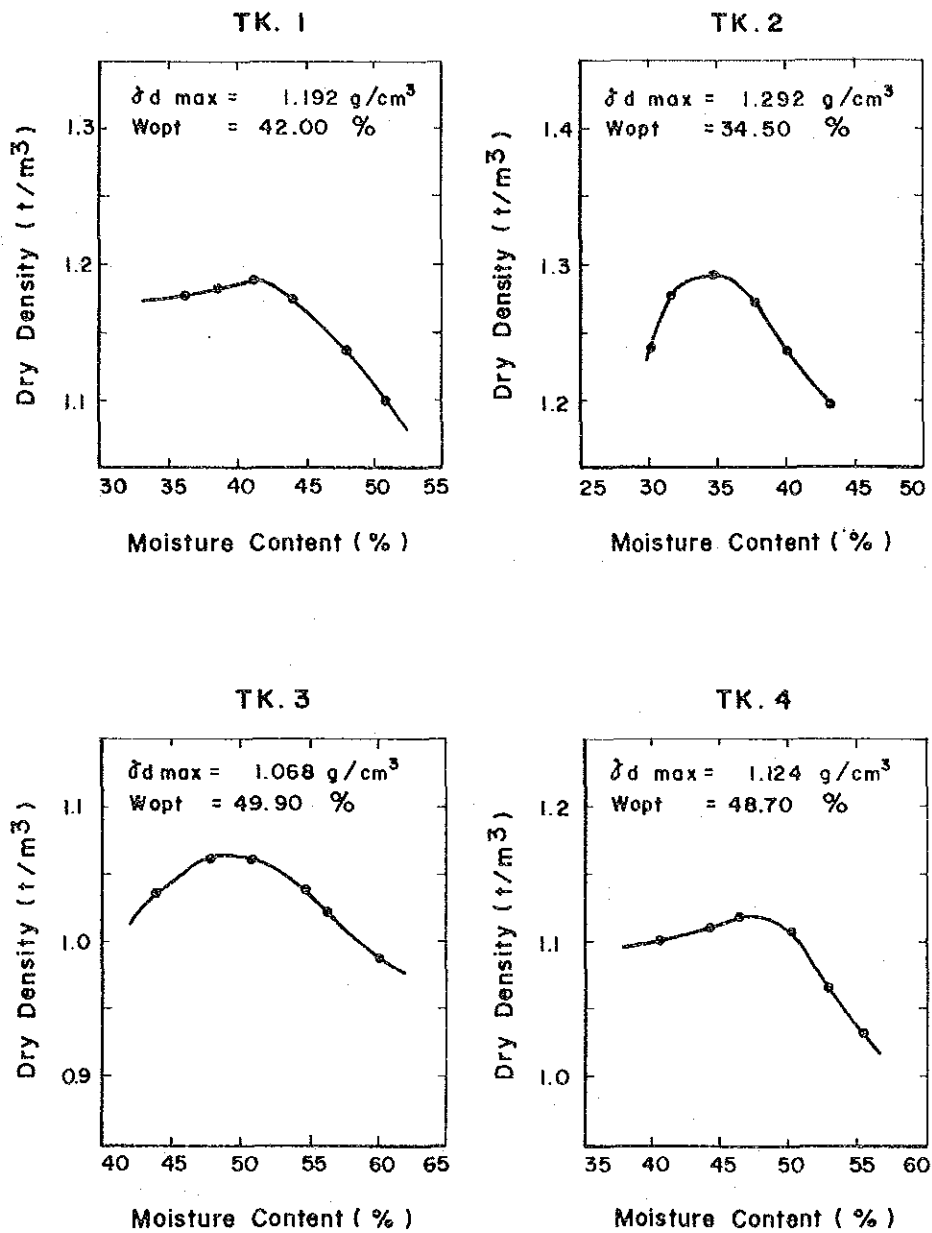 TK. 1
γd max = 1.192 g/cm³
Wopt = 42.00 %
Dry Density (t/m³)
1.3
1.2
1.1
30 35 40 45 50 55
Moisture Content (%)
TK. 2
γd max = 1.292 g/cm³
Wopt = 34.50 %
Dry Density (t/m³)
1.4
1.3
1.2
25 30 35 40 45 50
Moisture Content (%)
TK. 3
γd max = 1.068 g/cm³
Wopt = 49.90 %
Dry Density (t/m³)
1.1
1.0
0.9
40 45 50 55 60 65
Moisture Content (%)
TK. 4
γd max = 1.124 g/cm³
Wopt = 48.70 %
Dry Density (t/m³)
1.2
1.1
1.0
35 40 45 50 55 60
Moisture Content (%)